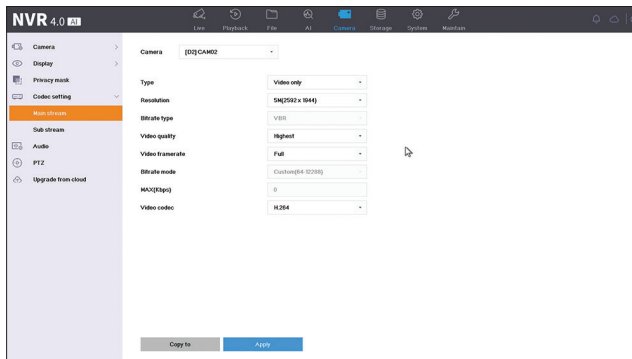 NVR 4.0 AI
Live Playback File AI Camera Storage System Maintain
Camera
Display
Privacy mask
Codec setting
Main stream
Sub stream
Audio
PTZ
Upgrade from cloud
Camera [D2]CAM02
Type Video only
Resolution 5M(2592 x 1944)
Bitrate type VBR
Video quality Highest
Video framerate Full
Bitrate mode Custom(64-12288)
MAX(Kbps) 0
Video codec H.264
Copy to Apply